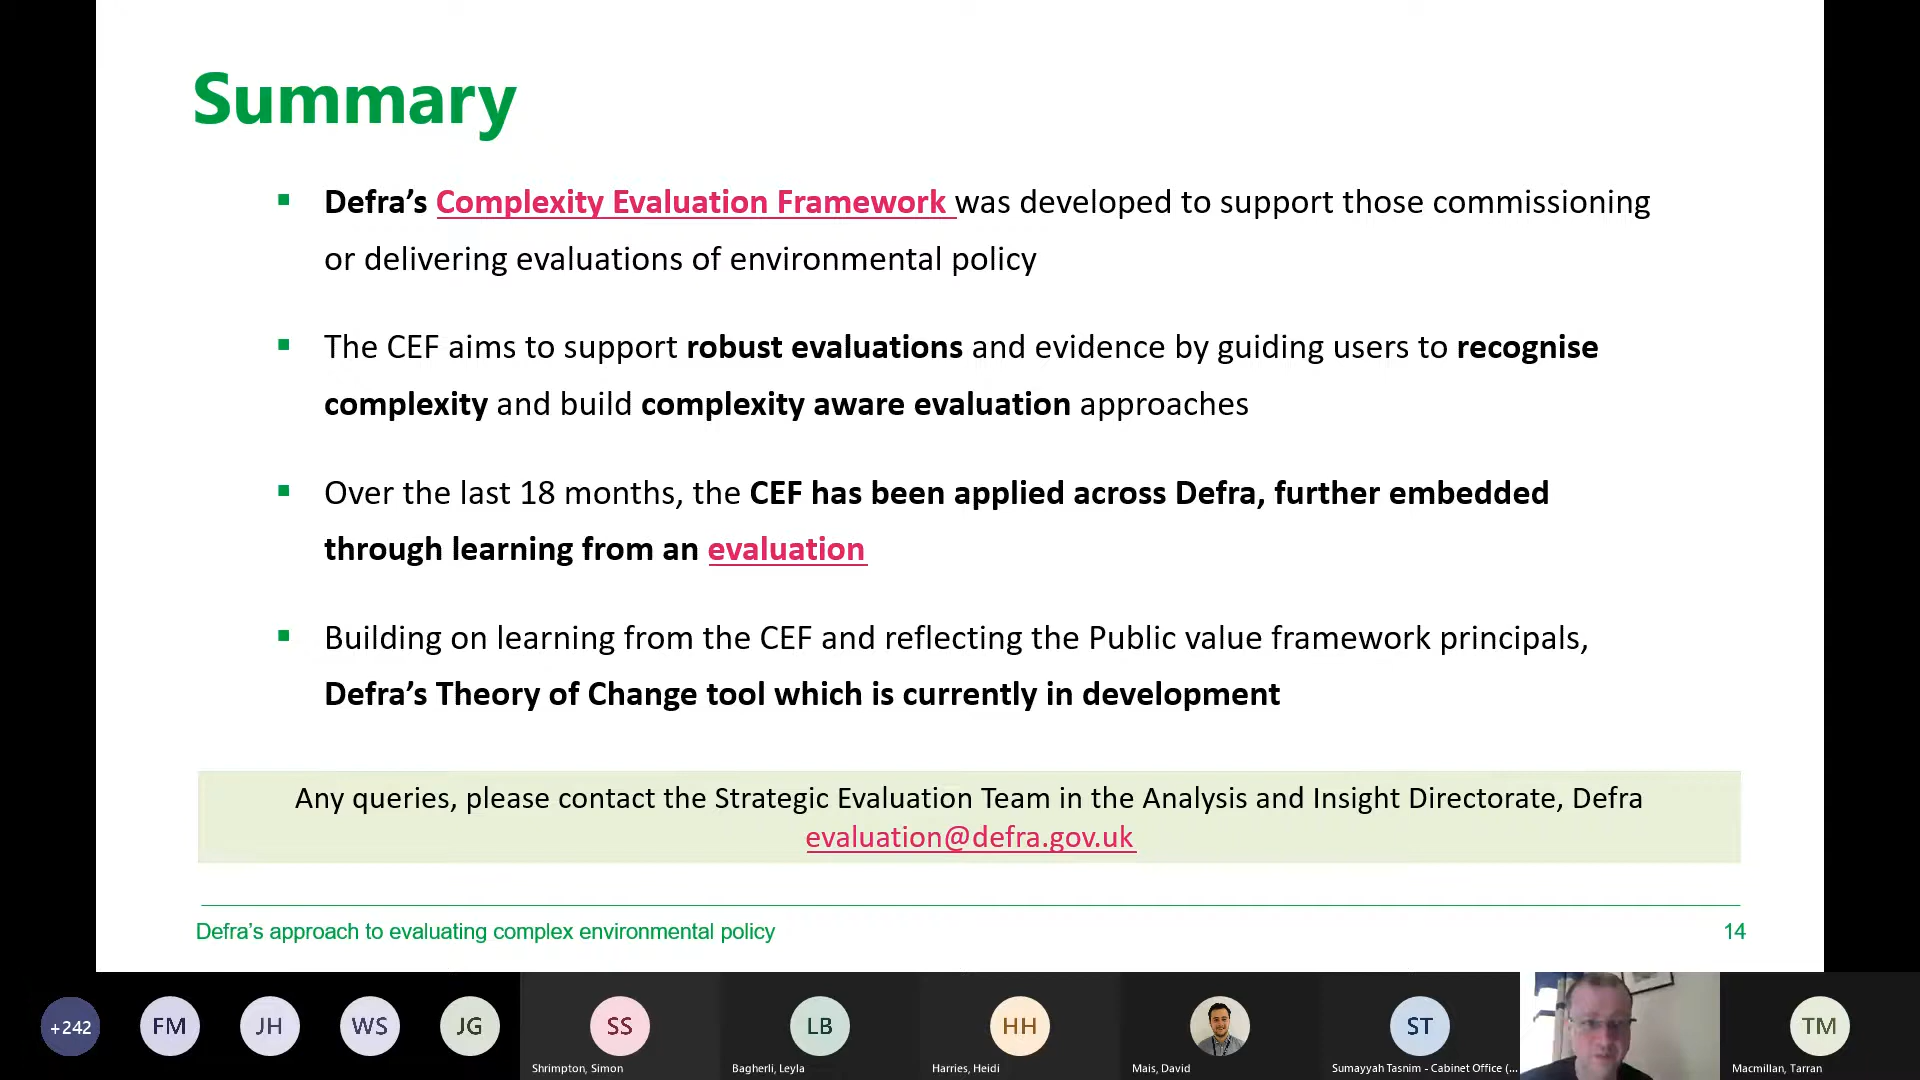 Summary
Defra’s Complexity Evaluation Framework was developed to support those commissioning
or delivering evaluations of environmental policy
The CEF aims to support robust evaluations and evidence by guiding users to recognise
complexity and build complexity aware evaluation approaches
Over the last 18 months, the CEF has been applied across Defra, further embedded
through learning from an evaluation
Building on learning from the CEF and reflecting the Public value framework principals,
Defra’s Theory of Change tool which is currently in development
Any queries, please contact the Strategic Evaluation Team in the Analysis and Insight Directorate, Defra
evaluation@defra.gov.uk
Defra’s approach to evaluating complex environmental policy
14
+242
FM
JH
WS
JG
SS
LB
HH
ST
TM
Shrimpton, Simon
Bagherli, Leyla
Harries, Heidi
Mais, David
Sumayyah Tasnim - Cabinet Office (...
Macmillan, Tarran